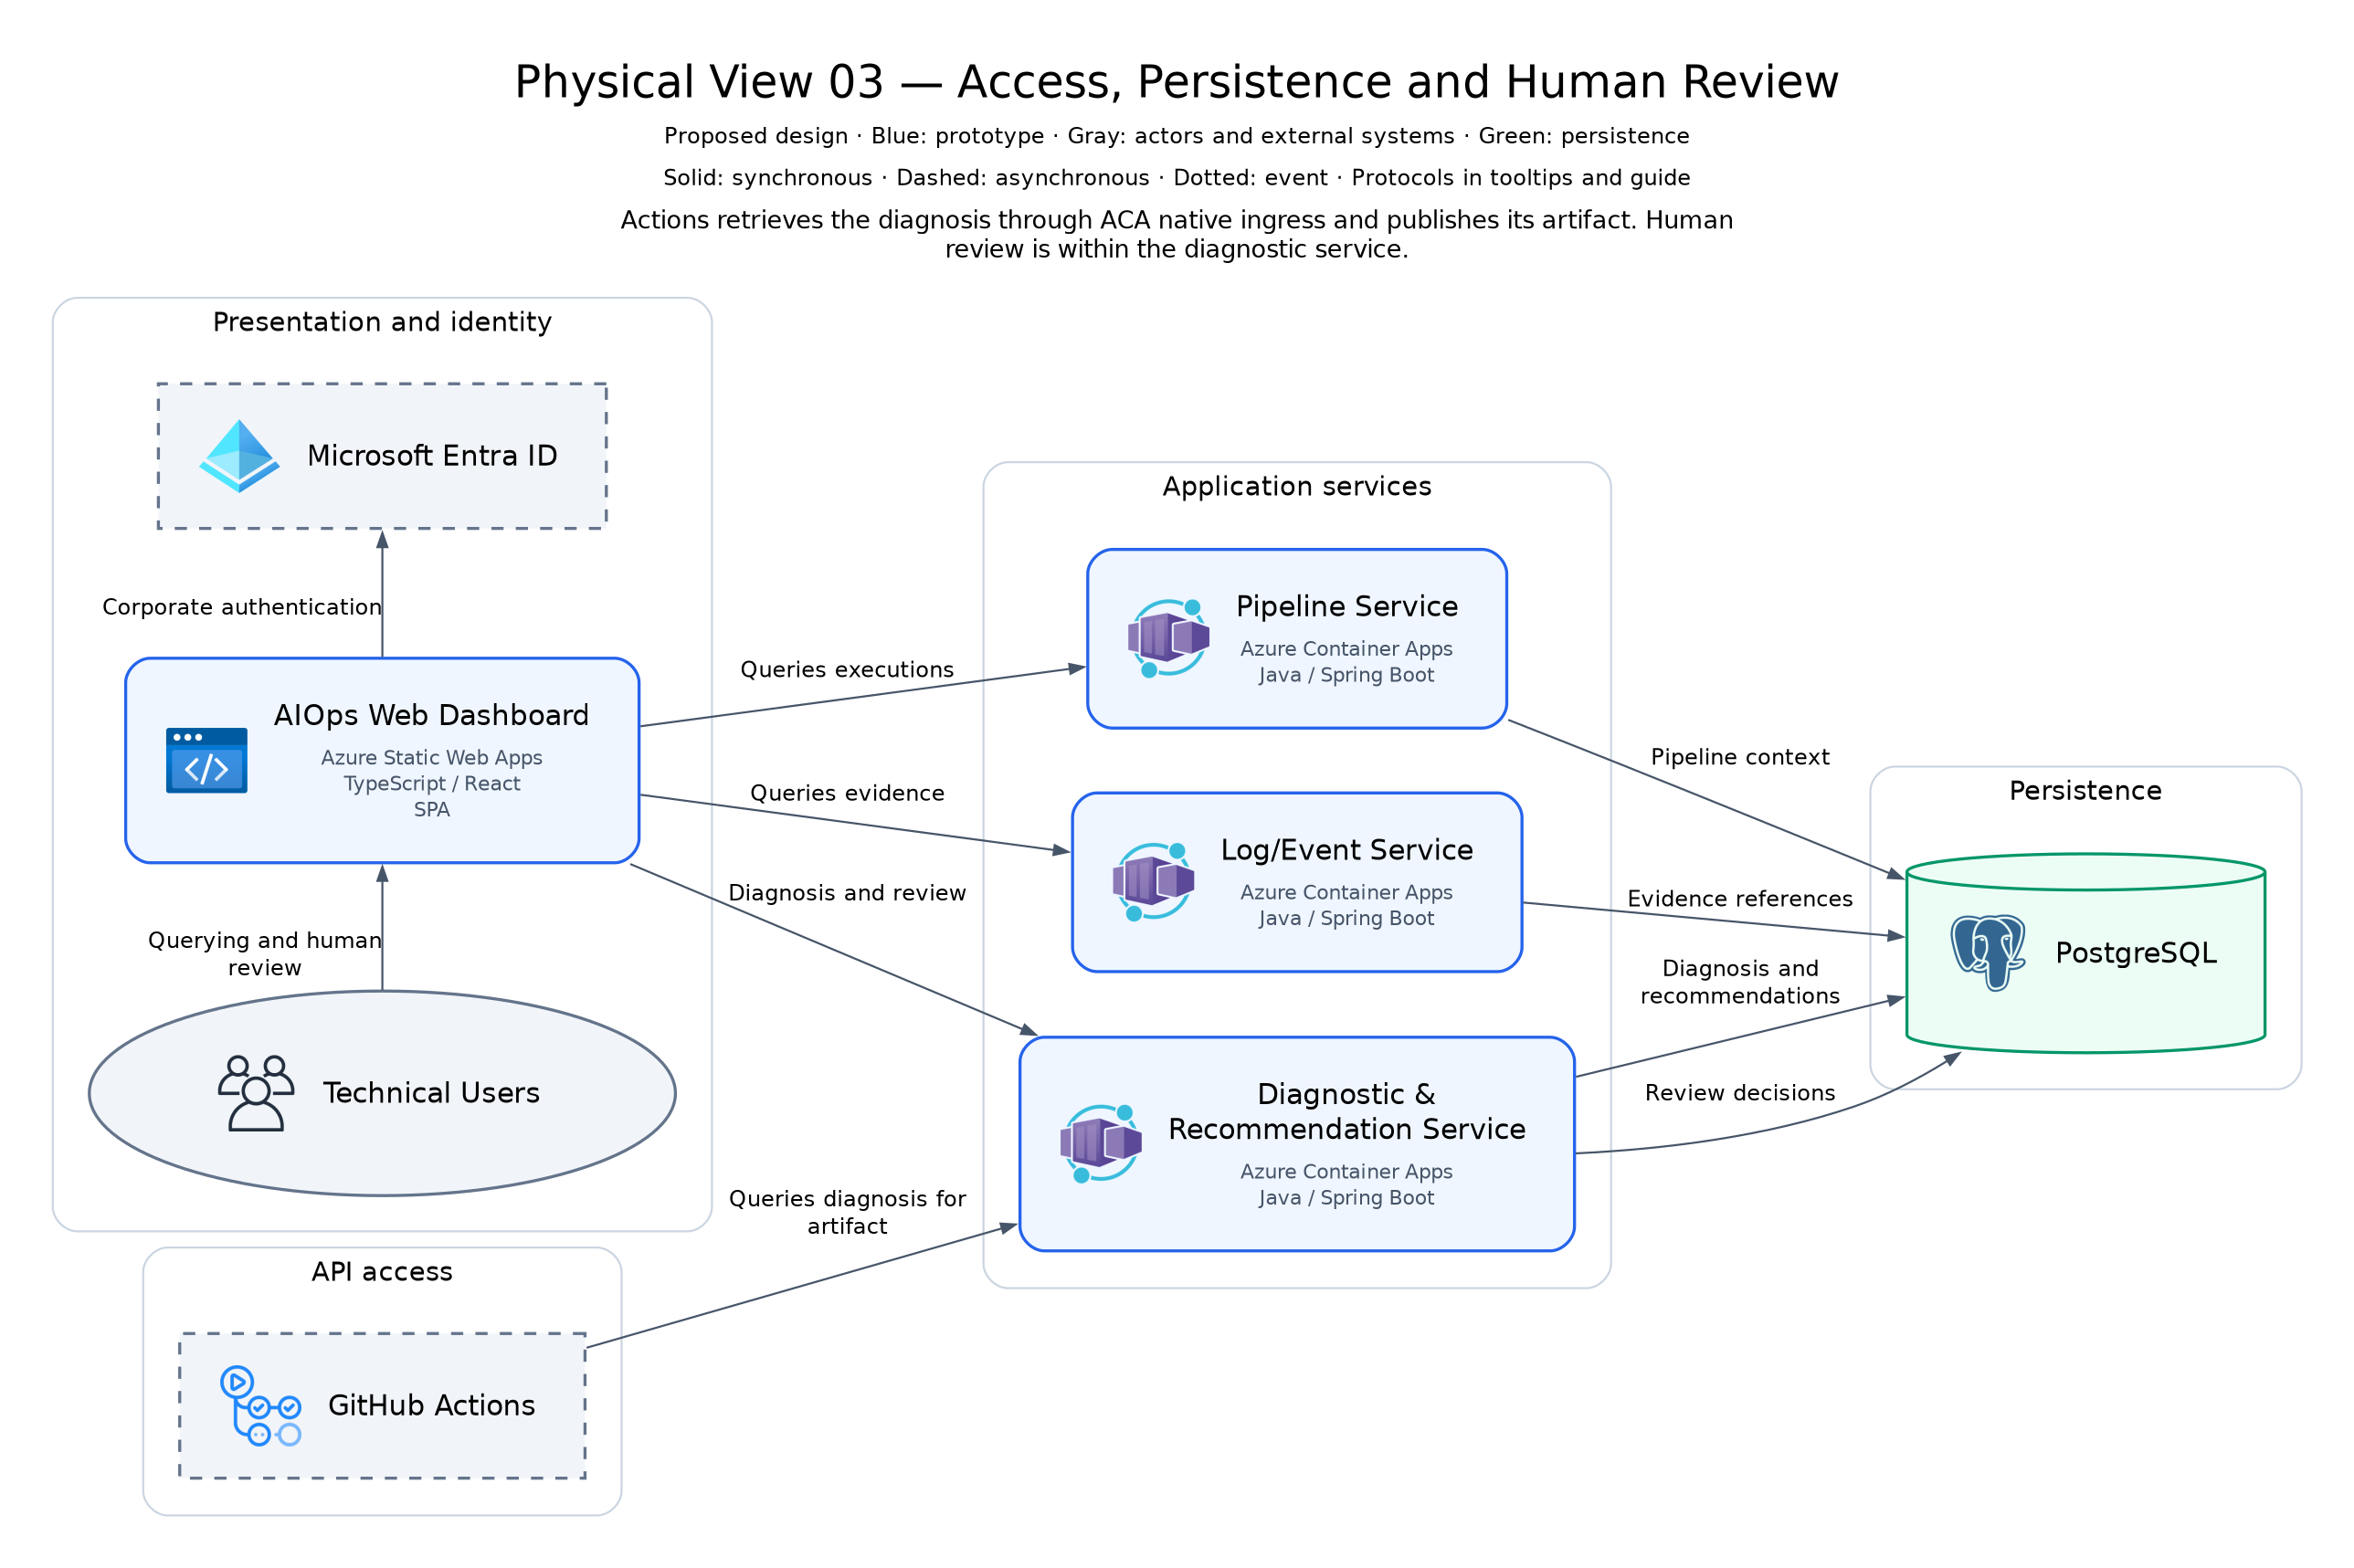 Physical View 03 — Access, Persistence and Human Review
Proposed design · Blue: prototype · Gray: actors and external systems · Green: persistence
Solid: synchronous · Dashed: asynchronous · Dotted: event · Protocols in tooltips and guide
Actions retrieves the diagnosis through ACA native ingress and publishes its artifact. Human
review is within the diagnostic service.
Presentation and identity
Microsoft Entra ID
Corporate authentication
AIOps Web Dashboard
Azure Static Web Apps
TypeScript / React
SPA
Querying and human
review
Technical Users
API access
GitHub Actions
Queries executions
Queries evidence
Diagnosis and review
Queries diagnosis for
artifact
Application services
Pipeline Service
Azure Container Apps
Java / Spring Boot
Log/Event Service
Azure Container Apps
Java / Spring Boot
Diagnostic &
Recommendation Service
Azure Container Apps
Java / Spring Boot
Pipeline context
Evidence references
Diagnosis and
recommendations
Review decisions
Persistence
PostgreSQL